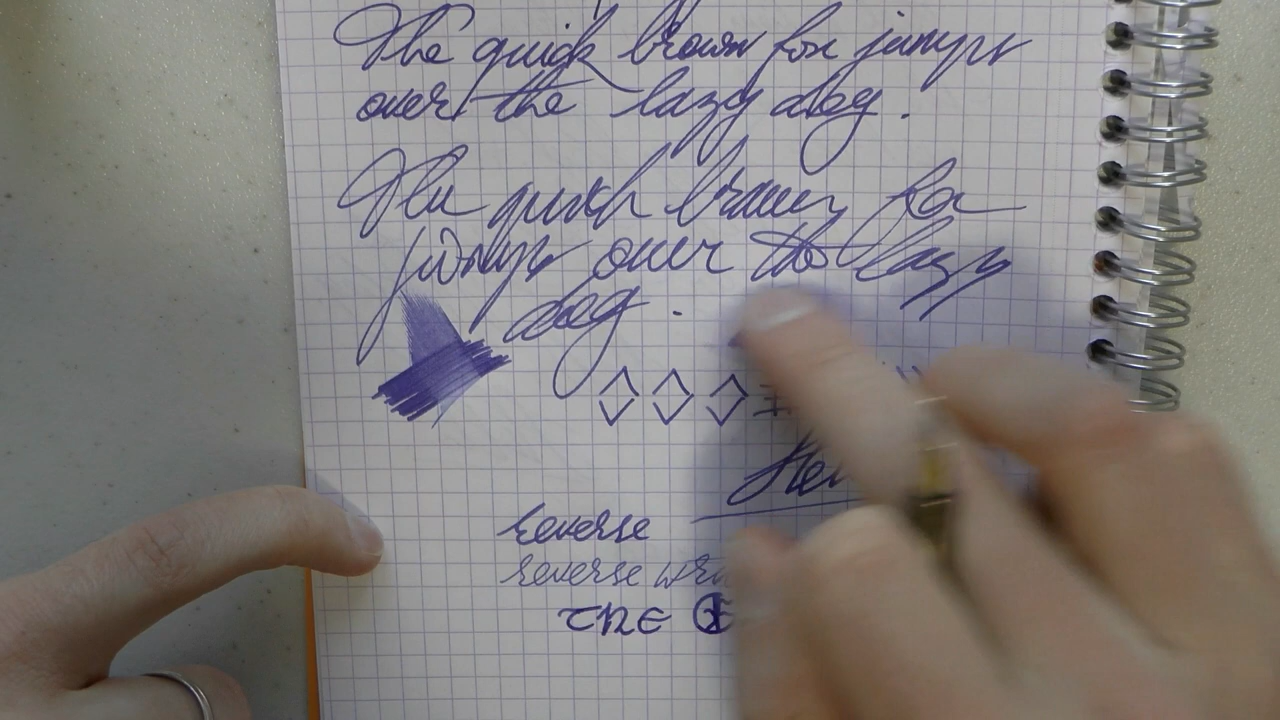 The quick brown fox jumps
over the lazy dog.
The quick brown fox
jumps over the lazy
dog.
reverse
reverse
THE